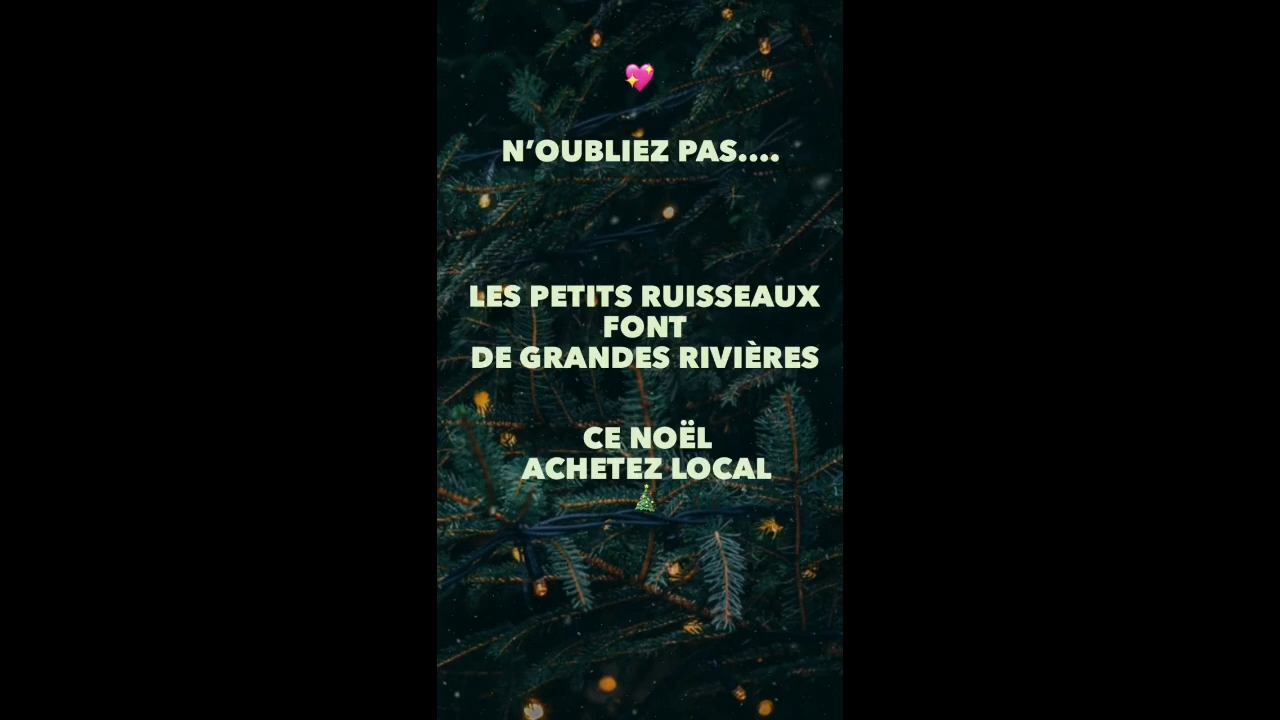 N’OUBLIEZ PAS....
LES PETITS RUISSEAUX
FONT
DE GRANDES RIVIÈRES
CE NOËL
ACHETEZ LOCAL